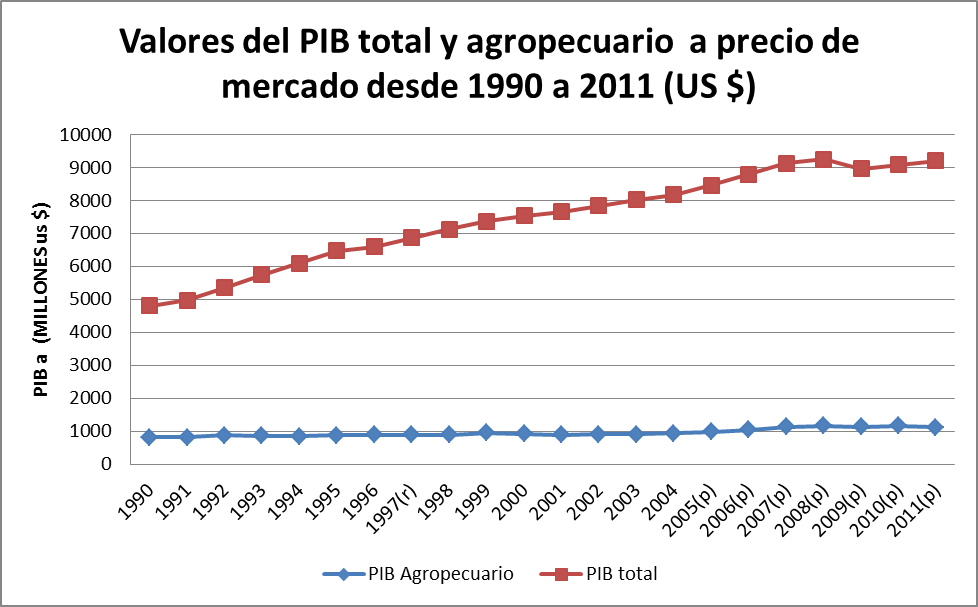 Valores del PIB total y agropecuario  a precio de
mercado desde 1990 a 2011 (US $)
PIB a  (MILLONES us $)
10000
9000
8000
7000
6000
5000
4000
3000
2000
1000
0
1990
1991
1992
1993
1994
1995
1996
1997(r)
1998
1999
2000
2001
2002
2003
2004
2005(p)
2006(p)
2007(p)
2008(p)
2009(p)
2010(p)
2011(p)
PIB Agropecuario
PIB total